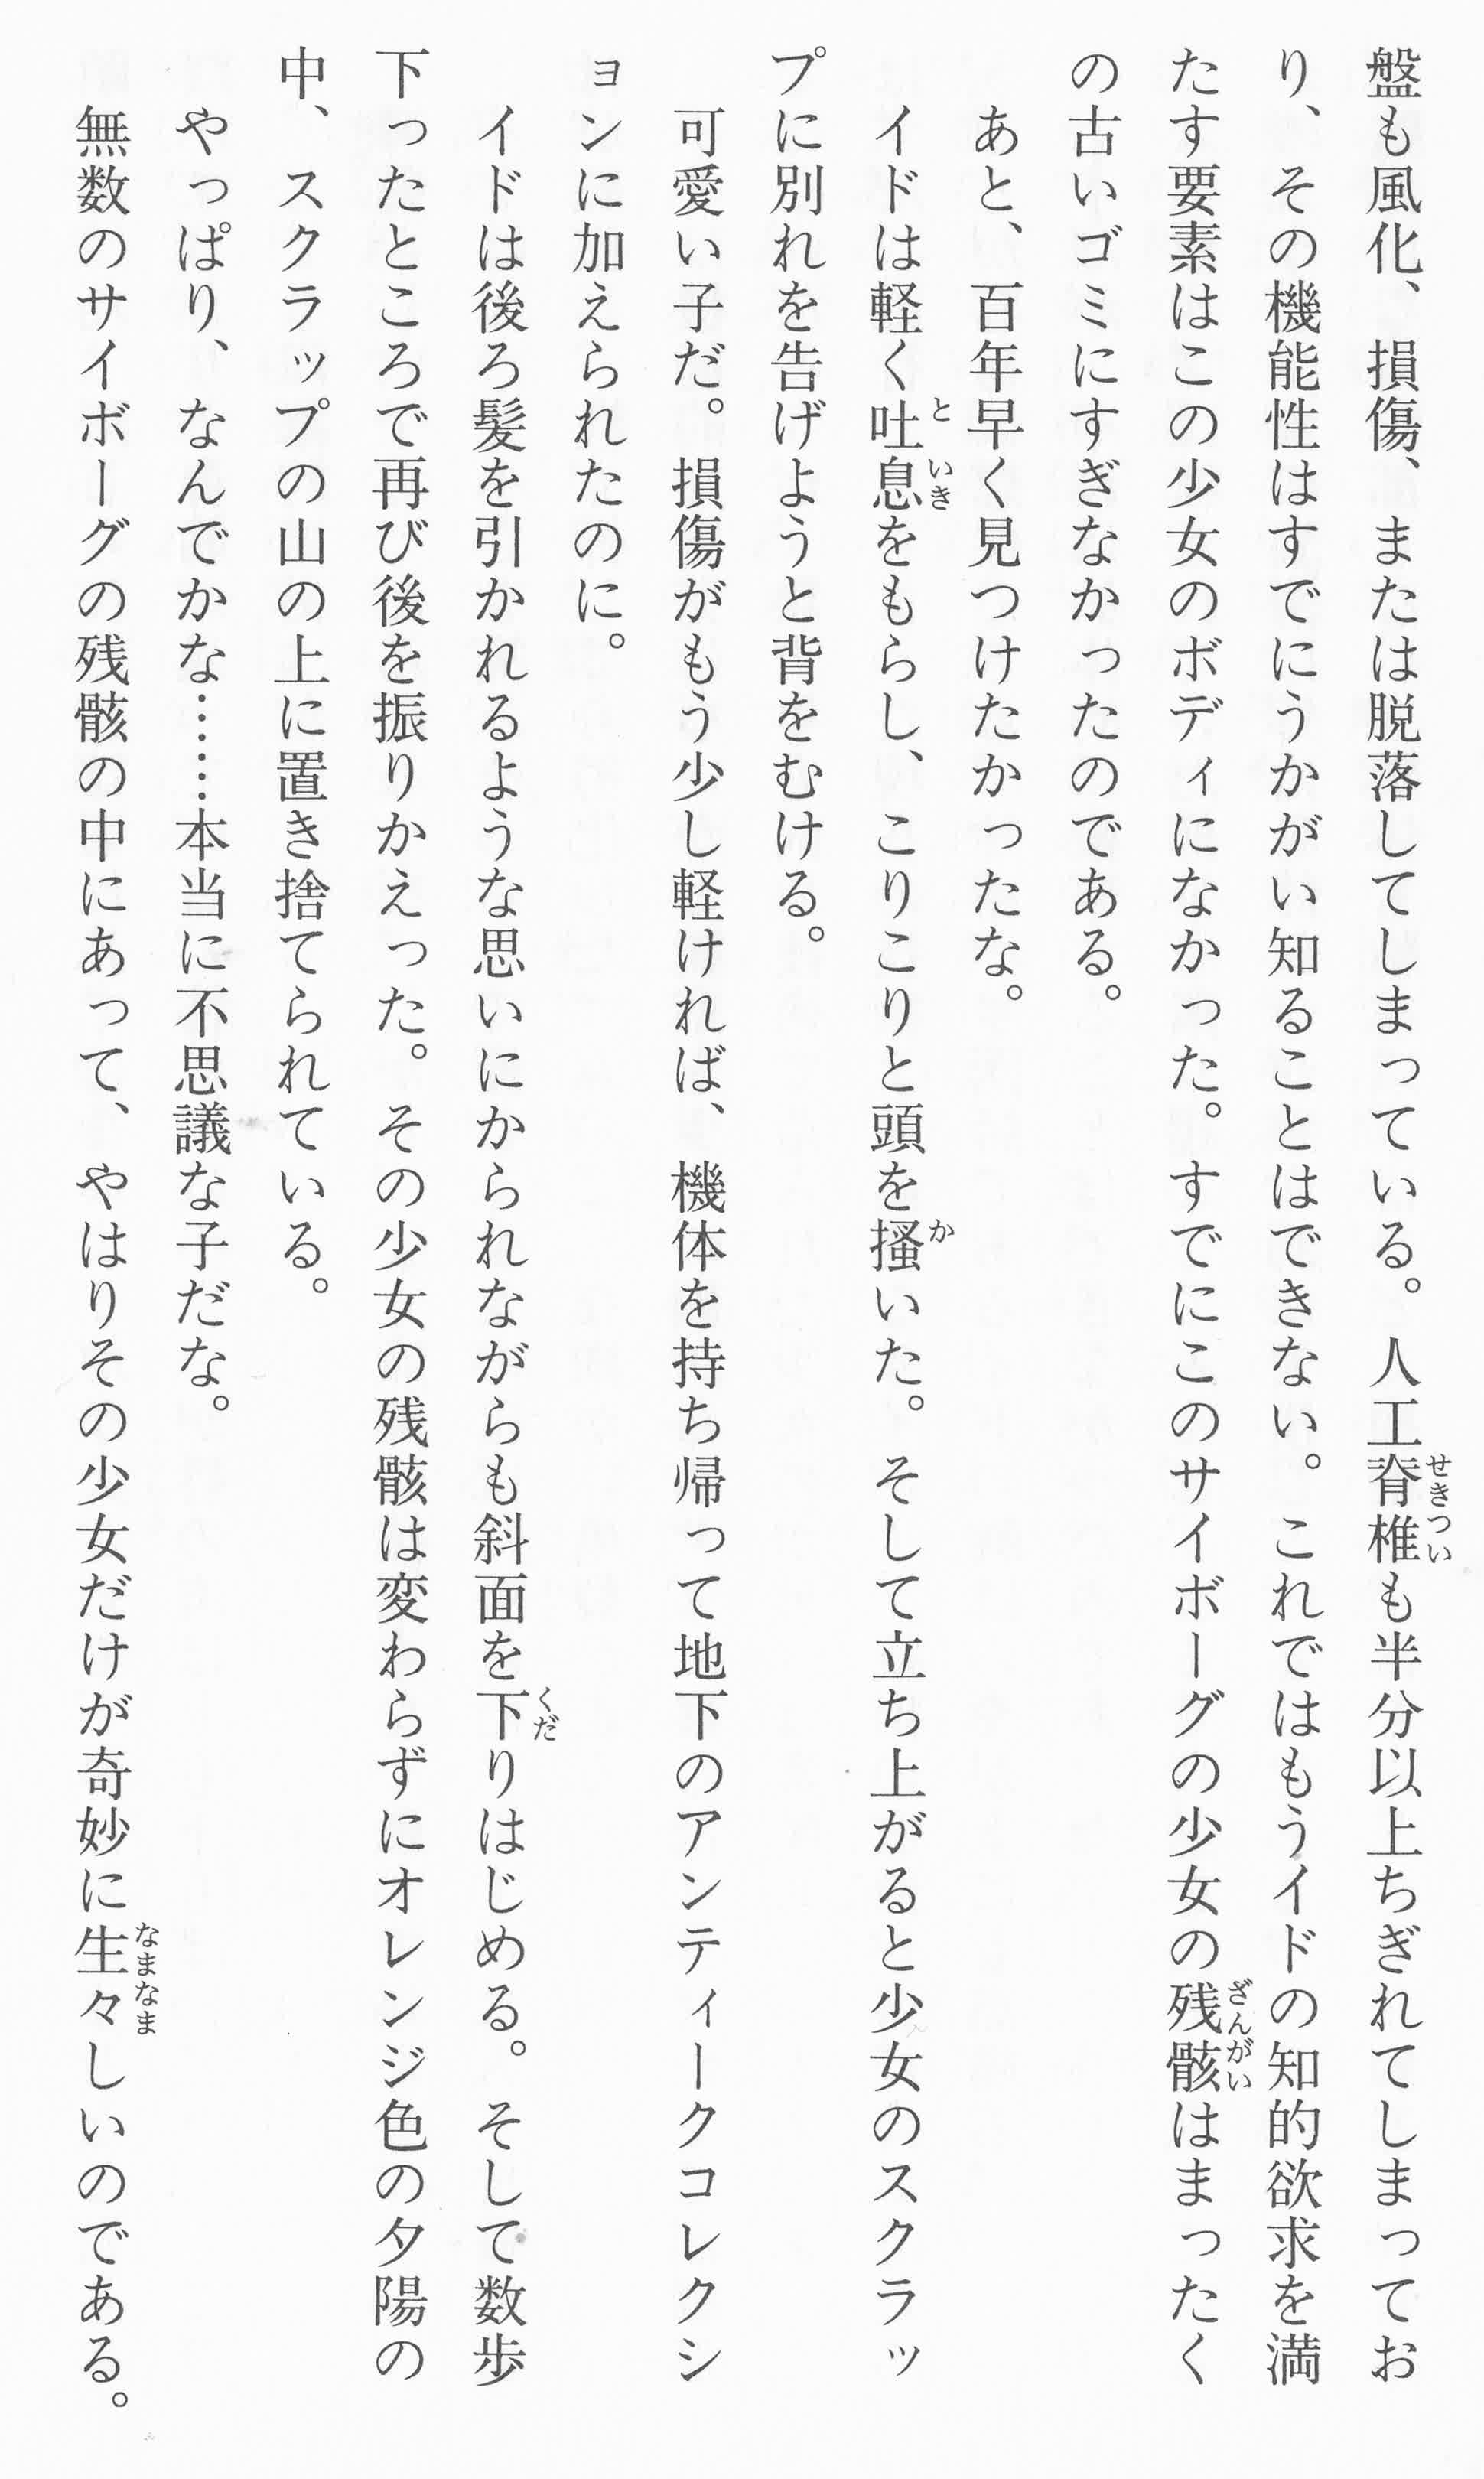 盤も風化、損傷、または脱落してしまっている。人工脊椎も半分以上ちぎれてしまってお
り、その機能性はすでにうかがい知ることはできない。これではもうイドの知的欲求を満
たす要素はこの少女のボディになかった。すでにこのサイボーグの少女の残骸はまったく
の古いゴミにすぎなかったのである。
　あと、百年早く見つけたかったな。
　イドは軽く吐息をもらし、こりこりと頭を掻いた。そして立ち上がると少女のスクラッ
プに別れを告げようと背をむける。
　可愛い子だ。損傷がもう少し軽ければ、機体を持ち帰って地下のアンティークコレクシ
ョンに加えられたのに。
　イドは後ろ髪を引かれるような思いにかられながらも斜面を下りはじめる。そして数歩
下ったところで再び後を振りかえった。その少女の残骸は変わらずにオレンジ色の夕陽の
中、スクラップの山の上に置き捨てられている。
　やっぱり、なんでかな……本当に不思議な子だな。
　無数のサイボーグの残骸の中にあって、やはりその少女だけが奇妙に生々しいのである。